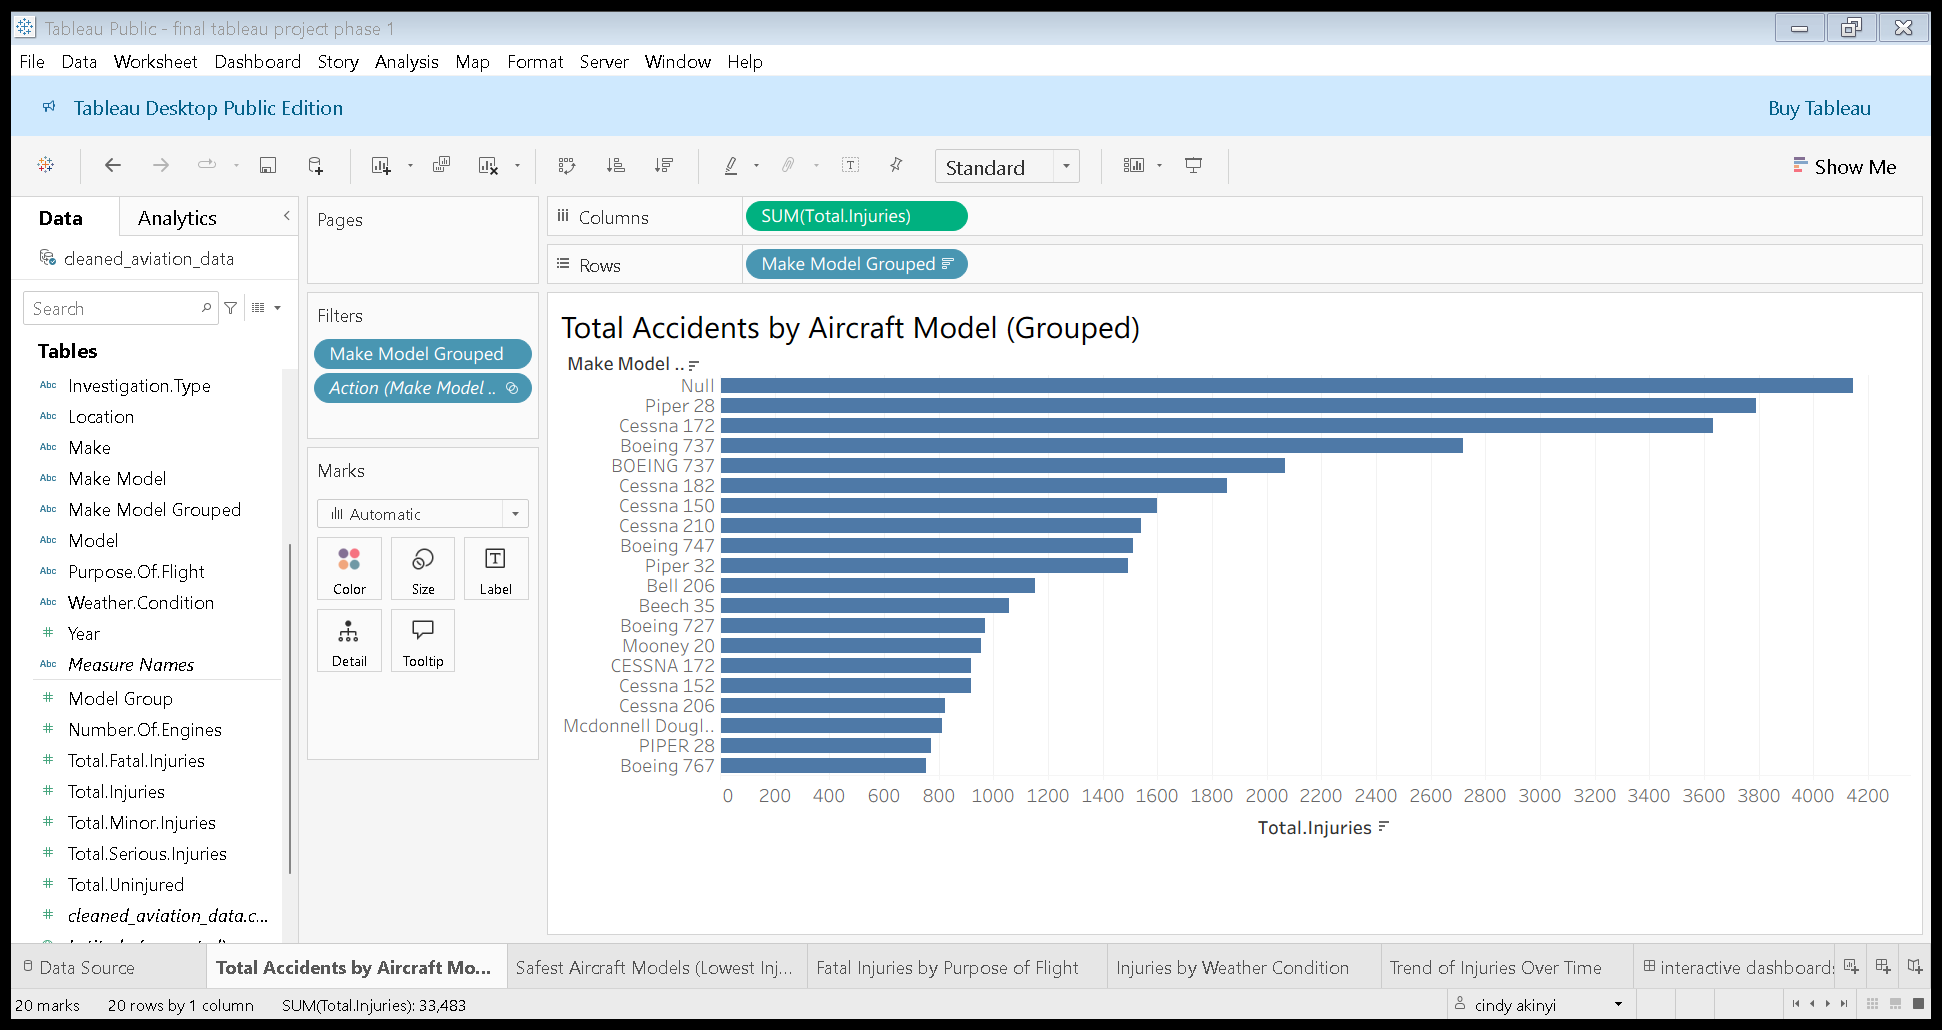 Tableau Public - final tableau project phase 1
File Data Worksheet Dashboard Story Analysis Map Format Server Window Help
Tableau Desktop Public Edition
Buy Tableau
Standard
Show Me
Data Analytics
cleaned_aviation_data
Search
Tables
Abc Investigation.Type
Abc Location
Abc Make
Abc Make Model
Abc Make Model Grouped
Abc Model
Abc Purpose.Of.Flight
Abc Weather.Condition
# Year
Abc Measure Names
# Model Group
# Number.Of.Engines
# Total.Fatal.Injuries
# Total.Injuries
# Total.Minor.Injuries
# Total.Serious.Injuries
# Total.Uninjured
# cleaned_aviation_data.c...
Pages
Filters
Make Model Grouped
Action (Make Model ..
Marks
Automatic
Color
Size
Label
Detail
Tooltip
Columns
SUM(Total.Injuries)
Rows
Make Model Grouped
Total Accidents by Aircraft Model (Grouped)
Make Model ..
Null
Piper 28
Cessna 172
Boeing 737
BOEING 737
Cessna 182
Cessna 150
Cessna 210
Boeing 747
Piper 32
Bell 206
Beech 35
Boeing 727
Mooney 20
CESSNA 172
Cessna 152
Cessna 206
Mcdonnell Dougl..
PIPER 28
Boeing 767
0 200 400 600 800 1000 1200 1400 1600 1800 2000 2200 2400 2600 2800 3000 3200 3400 3600 3800 4000 4200
Total.Injuries
Data Source
Total Accidents by Aircraft Mo...
Safest Aircraft Models (Lowest Inj...
Fatal Injuries by Purpose of Flight
Injuries by Weather Condition
Trend of Injuries Over Time
interactive dashboard:
20 marks 20 rows by 1 column SUM(Total.Injuries): 33,483
cindy akinyi